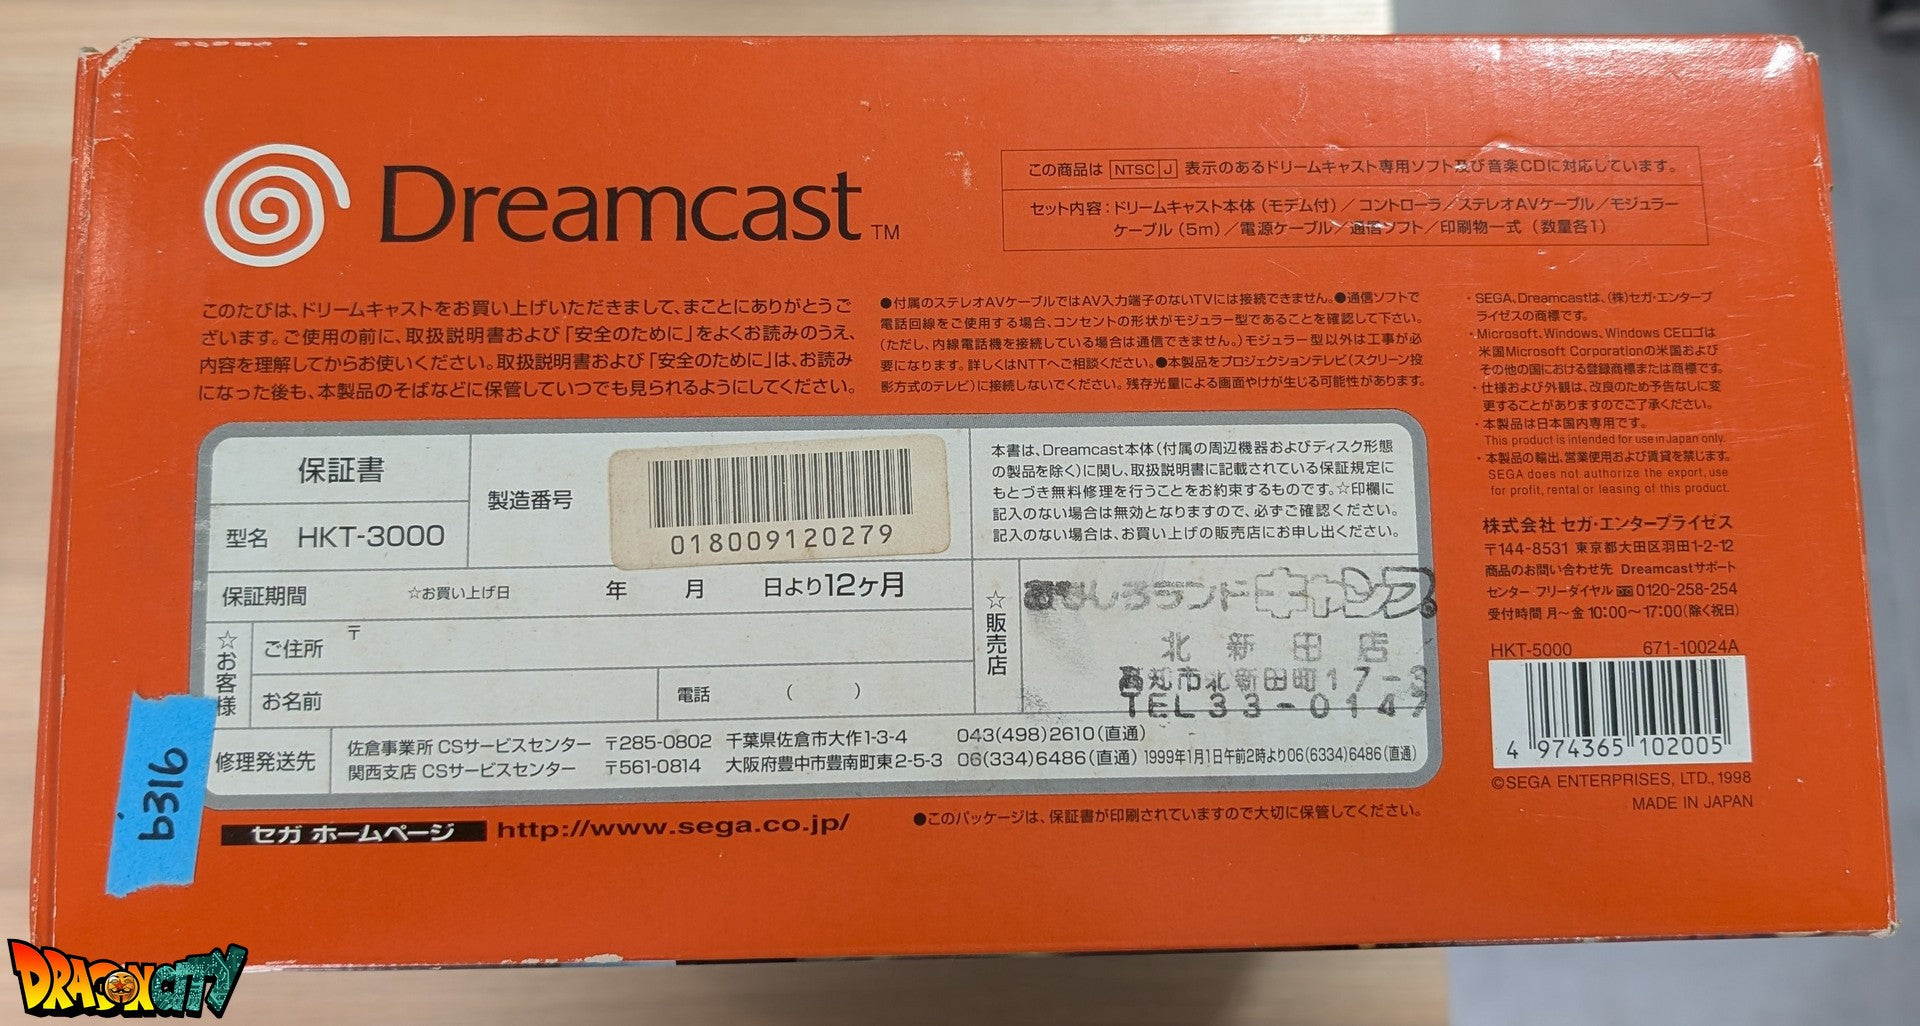 Dreamcast™
この商品は NTSC J 表示のあるドリームキャスト専用ソフト及び音楽CDに対応しています。
セット内容：ドリームキャスト本体（モデム付）／コントローラ／ステレオAVケーブル／モジュラー
ケーブル（5m）／電源ケーブル／通信ソフト／印刷物一式（数量各1）
このたびは、ドリームキャストをお買い上げいただきまして、まことにありがとうご
ざいます。ご使用の前に、取扱説明書および「安全のために」をよくお読みのうえ、
内容を理解してからお使いください。取扱説明書および「安全のために」は、お読み
になった後も、本製品のそばなどに保管していつでも見られるようにしてください。
●付属のステレオAVケーブルではAV入力端子のないTVには接続できません。●通信ソフトで
電話回線をご使用する場合、コンセントの形状がモジュラー型であることを確認して下さい。
（ただし、内線電話機を接続している場合は通信できません。）モジュラー型以外は工事が必
要になります。詳しくはNTTへご相談ください。●本製品をプロジェクションテレビ（スクリーン投
影方式のテレビ）に接続しないでください。残存光量による画面やけが生じる可能性があります。
・SEGA、Dreamcastは、（株）セガ・エンタープ
ライゼスの商標です。
・Microsoft、Windows、Windows CEロゴは
米国Microsoft Corporationの米国および
その他の国における登録商標または商標です。
・仕様および外観は、改良のため予告なしに変
更することがありますのでご了承ください。
・本製品は日本国内専用です。
This product is intended for use in Japan only.
・本製品の輸出、営業使用および賃貸を禁じます。
SEGA does not authorize the export, use
for profit, rental or leasing of this product.
株式会社 セガ・エンタープライゼス
〒144-8531 東京都大田区羽田1-2-12
商品のお問い合わせ先 Dreamcastサポート
センター フリーダイヤル 0120-258-254
受付時間 月〜金 10:00〜17:00（除く祝日）
HKT-5000 671-10024A
4 974365 102005
©SEGA ENTERPRISES, LTD., 1998
MADE IN JAPAN
保証書
型名 HKT-3000
製造番号
018009120279
本書は、Dreamcast本体（付属の周辺機器およびディスク形態
の製品を除く）に関し、取扱説明書に記載されている保証規定に
もとづき無料修理を行うことをお約束するものです。☆印欄に
記入のない場合は無効となりますので、必ずご確認ください。
記入のない場合は、お買い上げの販売店にお申し出ください。
保証期間 ☆お買い上げ日 年 月 日より12ヶ月
☆お客様
ご住所 〒
お名前
電話 （ ）
☆販売店
おもしろランドキャンプ
北新田店
高知市北新田町17-3
TEL33-0147
修理発送先
佐倉事業所 CSサービスセンター 〒285-0802 千葉県佐倉市大作1-3-4 043(498)2610（直通）
関西支店 CSサービスセンター 〒561-0814 大阪府豊中市豊南町東2-5-3 06(334)6486（直通） 1999年1月1日午前2時より06(6334)6486（直通）
セガ ホームページ http://www.sega.co.jp/
●このパッケージは、保証書が印刷されていますので大切に保管してください。
b316
DRAGON CITY